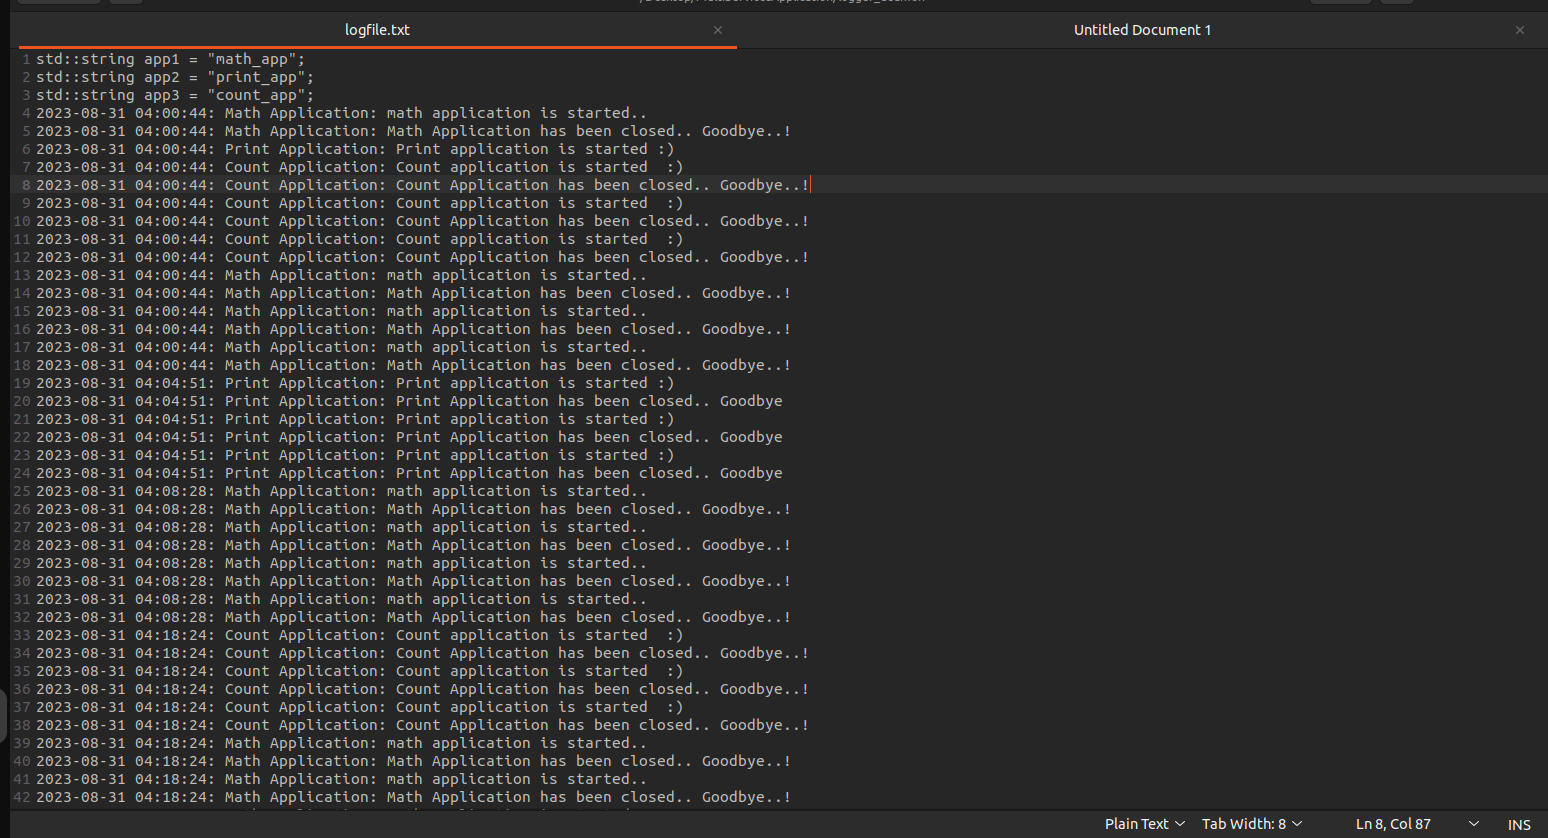 logfile.txt × Untitled Document 1 ×
1 std::string app1 = "math_app";
2 std::string app2 = "print_app";
3 std::string app3 = "count_app";
4 2023-08-31 04:00:44: Math Application: math application is started..
5 2023-08-31 04:00:44: Math Application: Math Application has been closed.. Goodbye..!
6 2023-08-31 04:00:44: Print Application: Print application is started :)
7 2023-08-31 04:00:44: Count Application: Count application is started  :)
8 2023-08-31 04:00:44: Count Application: Count Application has been closed.. Goodbye..!
9 2023-08-31 04:00:44: Count Application: Count application is started  :)
10 2023-08-31 04:00:44: Count Application: Count Application has been closed.. Goodbye..!
11 2023-08-31 04:00:44: Count Application: Count application is started  :)
12 2023-08-31 04:00:44: Count Application: Count Application has been closed.. Goodbye..!
13 2023-08-31 04:00:44: Math Application: math application is started..
14 2023-08-31 04:00:44: Math Application: Math Application has been closed.. Goodbye..!
15 2023-08-31 04:00:44: Math Application: math application is started..
16 2023-08-31 04:00:44: Math Application: Math Application has been closed.. Goodbye..!
17 2023-08-31 04:00:44: Math Application: math application is started..
18 2023-08-31 04:00:44: Math Application: Math Application has been closed.. Goodbye..!
19 2023-08-31 04:04:51: Print Application: Print application is started :)
20 2023-08-31 04:04:51: Print Application: Print Application has been closed.. Goodbye
21 2023-08-31 04:04:51: Print Application: Print application is started :)
22 2023-08-31 04:04:51: Print Application: Print Application has been closed.. Goodbye
23 2023-08-31 04:04:51: Print Application: Print application is started :)
24 2023-08-31 04:04:51: Print Application: Print Application has been closed.. Goodbye
25 2023-08-31 04:08:28: Math Application: math application is started..
26 2023-08-31 04:08:28: Math Application: Math Application has been closed.. Goodbye..!
27 2023-08-31 04:08:28: Math Application: math application is started..
28 2023-08-31 04:08:28: Math Application: Math Application has been closed.. Goodbye..!
29 2023-08-31 04:08:28: Math Application: math application is started..
30 2023-08-31 04:08:28: Math Application: Math Application has been closed.. Goodbye..!
31 2023-08-31 04:08:28: Math Application: math application is started..
32 2023-08-31 04:08:28: Math Application: Math Application has been closed.. Goodbye..!
33 2023-08-31 04:18:24: Count Application: Count application is started  :)
34 2023-08-31 04:18:24: Count Application: Count Application has been closed.. Goodbye..!
35 2023-08-31 04:18:24: Count Application: Count application is started  :)
36 2023-08-31 04:18:24: Count Application: Count Application has been closed.. Goodbye..!
37 2023-08-31 04:18:24: Count Application: Count application is started  :)
38 2023-08-31 04:18:24: Count Application: Count Application has been closed.. Goodbye..!
39 2023-08-31 04:18:24: Math Application: math application is started..
40 2023-08-31 04:18:24: Math Application: Math Application has been closed.. Goodbye..!
41 2023-08-31 04:18:24: Math Application: math application is started..
42 2023-08-31 04:18:24: Math Application: Math Application has been closed.. Goodbye..!
Plain Text Tab Width: 8 Ln 8, Col 87 INS